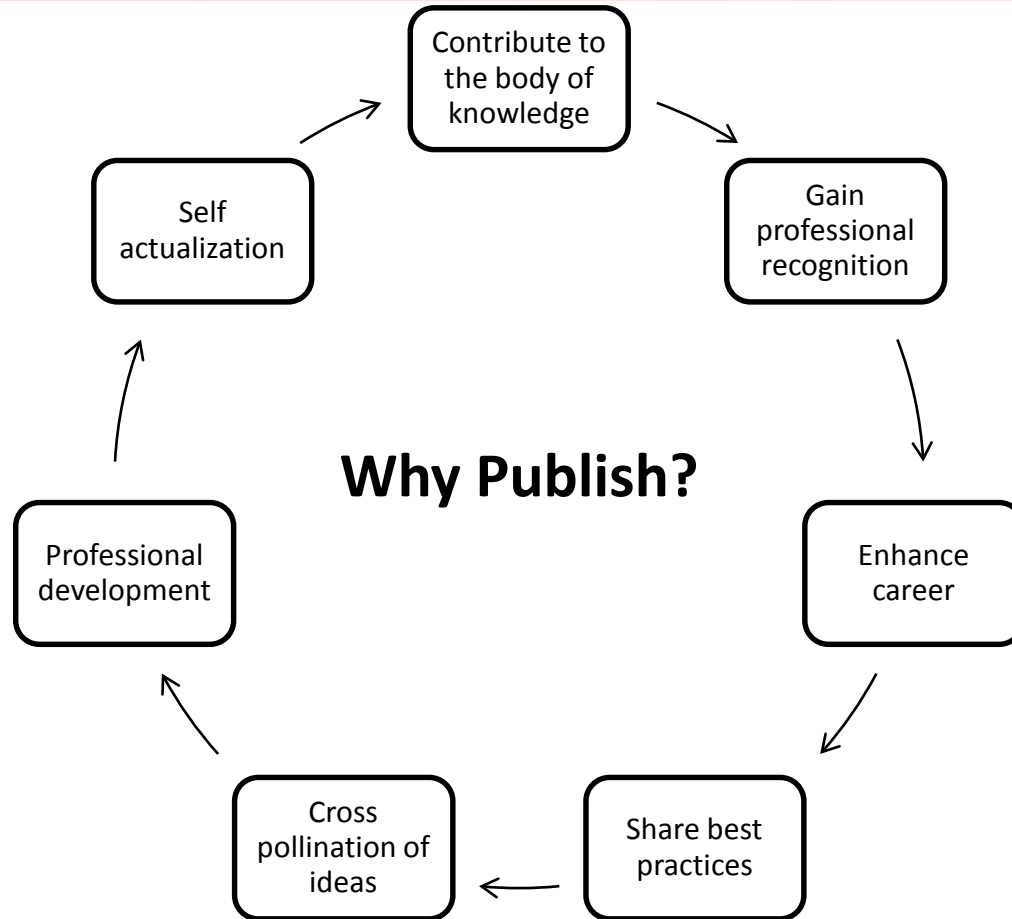 Contribute to
the body of
knowledge
Gain
professional
recognition
Enhance
career
Share best
practices
Cross
pollination of
ideas
Professional
development
Self
actualization
Why Publish?